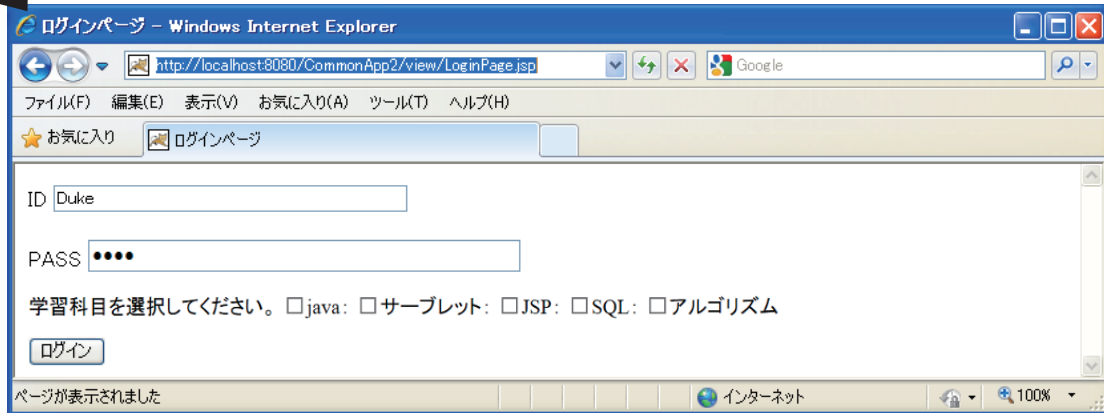 ログインページ - Windows Internet Explorer
http://localhost:8080/CommonApp2/view/LoginPage.jsp Google
ファイル(F) 編集(E) 表示(V) お気に入り(A) ツール(T) ヘルプ(H)
お気に入り ログインページ
ID Duke
PASS ••••
学習科目を選択してください。 □java: □サーブレット: □JSP: □SQL: □アルゴリズム
ログイン
ページが表示されました インターネット 100%